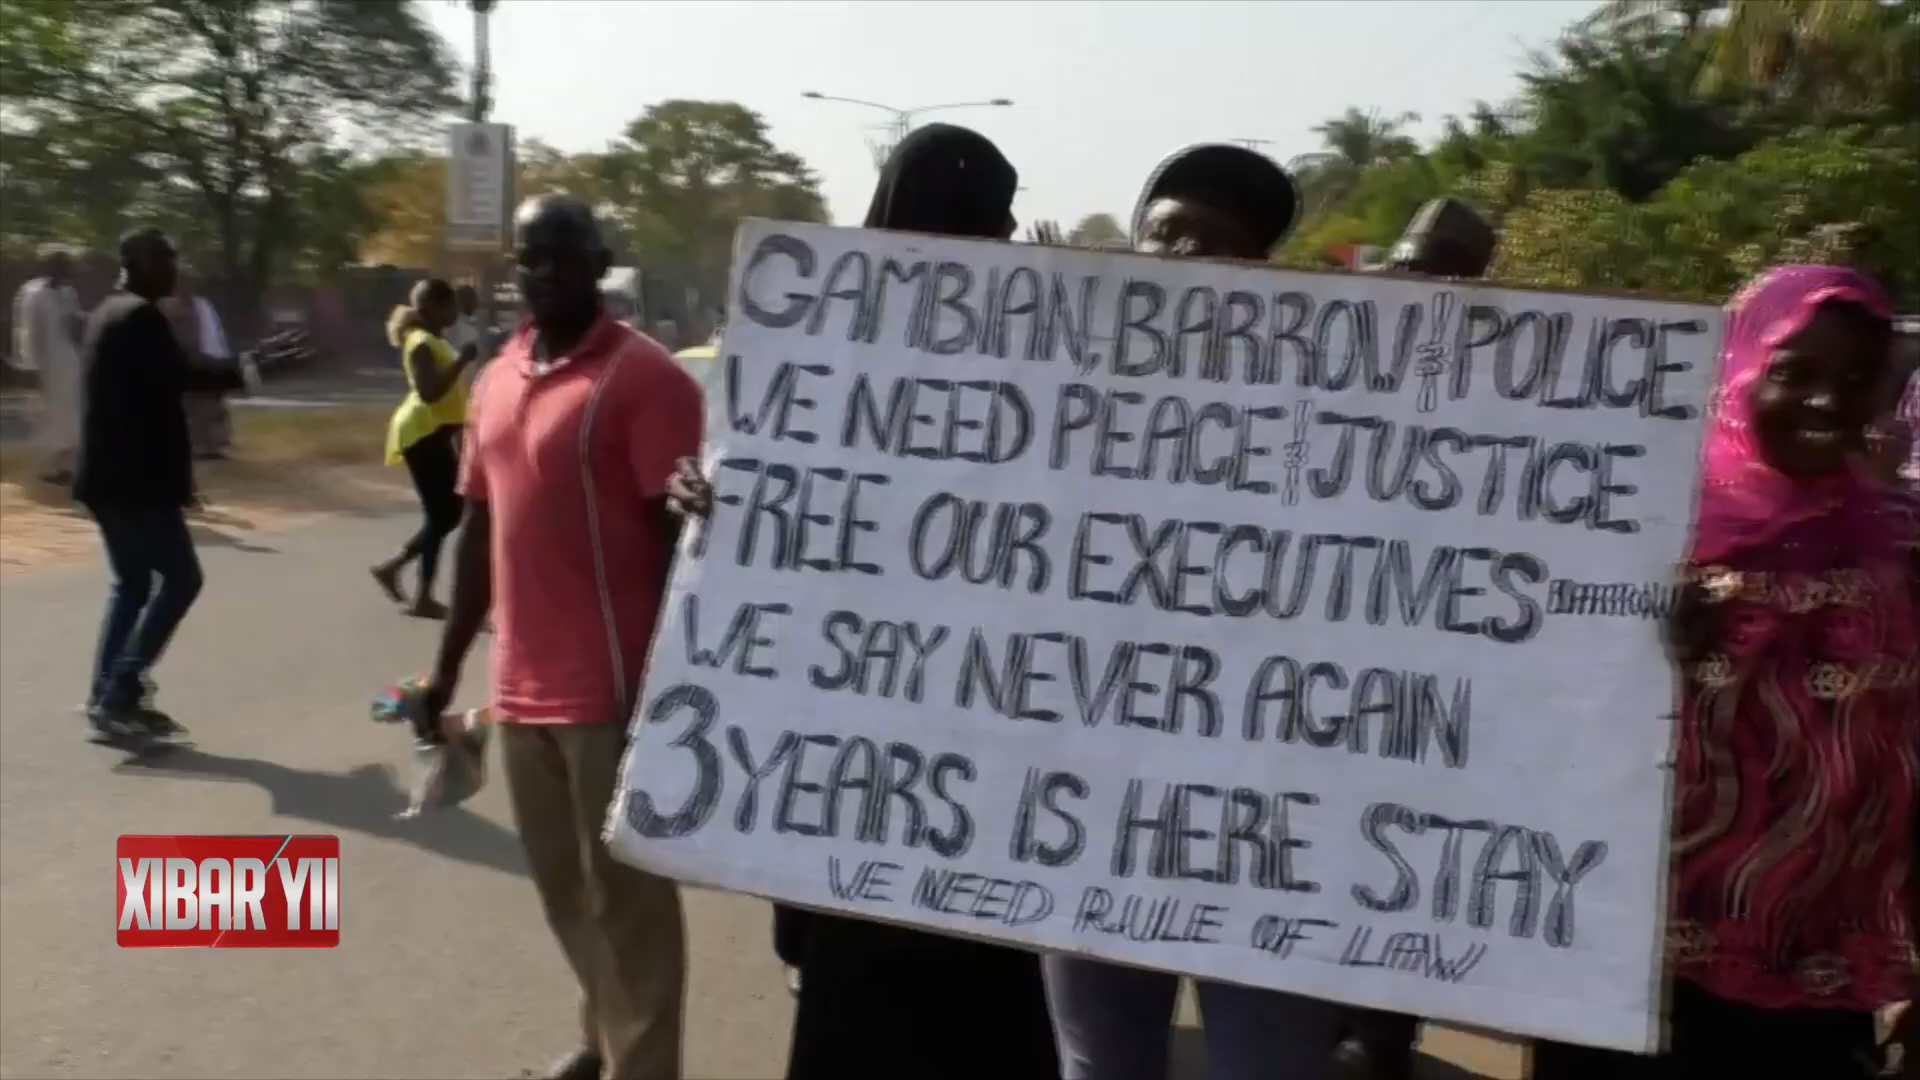 GAMBIAN, BARROW & POLICE
WE NEED PEACE & JUSTICE
FREE OUR EXECUTIVES - BARROW
WE SAY NEVER AGAIN
3 YEARS IS HERE STAY
WE NEED RULE OF LAW
XIBAR YII